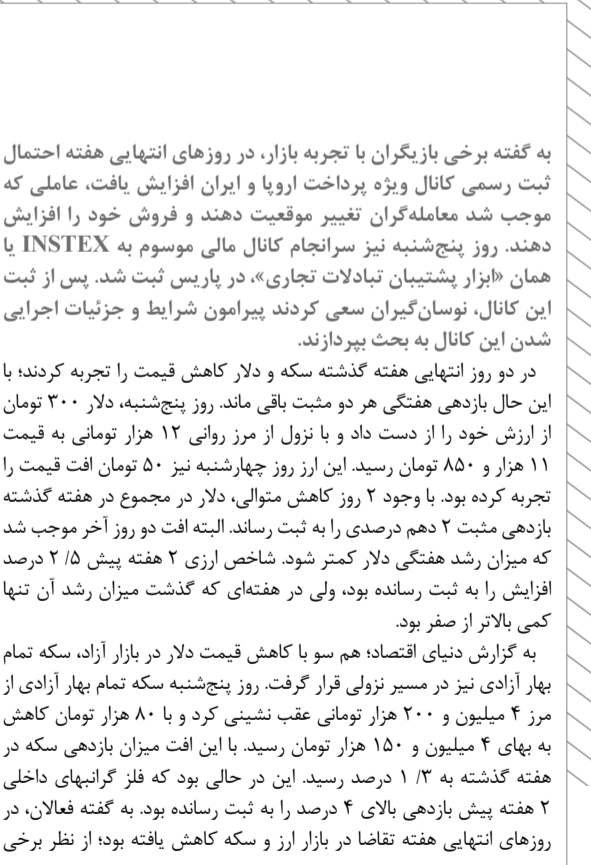 به گفته برخی بازیگران با تجربه بازار، در روزهای انتهایی هفته احتمال
ثبت رسمی کانال ویژه پرداخت اروپا و ایران افزایش یافت، عاملی که
موجب شد معامله‌گران تغییر موقعیت دهند و فروش خود را افزایش
دهند. روز پنج‌شنبه نیز سرانجام کانال مالی موسوم به INSTEX یا
همان «ابزار پشتیبان تبادلات تجاری»، در پاریس ثبت شد. پس از ثبت
این کانال، نوسان‌گیران سعی کردند پیرامون شرایط و جزئیات اجرایی
شدن این کانال به بحث بپردازند.
در دو روز انتهایی هفته گذشته سکه و دلار کاهش قیمت را تجربه کردند؛ با
این حال بازدهی هفتگی هر دو مثبت باقی ماند. روز پنج‌شنبه، دلار ۳۰۰ تومان
از ارزش خود را از دست داد و با نزول از مرز روانی ۱۲ هزار تومانی به قیمت
۱۱ هزار و ۸۵۰ تومان رسید. این ارز روز چهارشنبه نیز ۵۰ تومان افت قیمت را
تجربه کرده بود. با وجود ۲ روز کاهش متوالی، دلار در مجموع در هفته گذشته
بازدهی مثبت ۲ دهم درصدی را به ثبت رساند. البته افت دو روز آخر موجب شد
که میزان رشد هفتگی دلار کمتر شود. شاخص ارزی ۲ هفته پیش ۵/ ۲ درصد
افزایش را به ثبت رسانده بود، ولی در هفته‌ای که گذشت میزان رشد آن تنها
کمی بالاتر از صفر بود.
به گزارش دنیای اقتصاد؛ هم سو با کاهش قیمت دلار در بازار آزاد، سکه تمام
بهار آزادی نیز در مسیر نزولی قرار گرفت. روز پنج‌شنبه سکه تمام بهار آزادی از
مرز ۴ میلیون و ۲۰۰ هزار تومانی عقب نشینی کرد و با ۸۰ هزار تومان کاهش
به بهای ۴ میلیون و ۱۵۰ هزار تومان رسید. با این افت میزان بازدهی سکه در
هفته گذشته به ۳/ ۱ درصد رسید. این در حالی بود که فلز گرانبهای داخلی
۲ هفته پیش بازدهی بالای ۴ درصد را به ثبت رسانده بود. به گفته فعالان، در
روزهای انتهایی هفته تقاضا در بازار ارز و سکه کاهش یافته بود؛ از نظر برخی